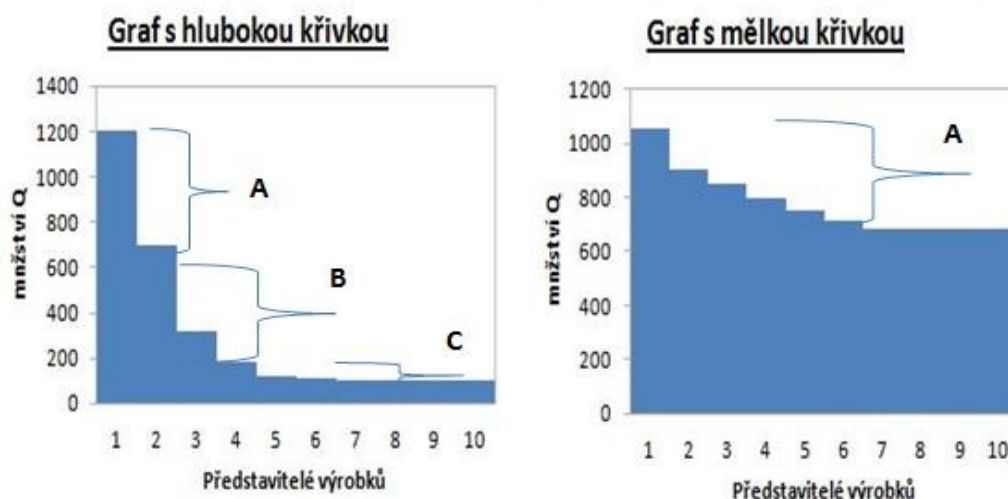 Graf s hlubokou křivkou
1400
1200
1000
800
600
400
200
0
množství Q
A
B
C
1 2 3 4 5 6 7 8 9 10
Představitelé výrobků
Graf s mělkou křivkou
1200
1000
800
600
400
200
0
množství Q
A
1 2 3 4 5 6 7 8 9 10
Představitelé výrobků